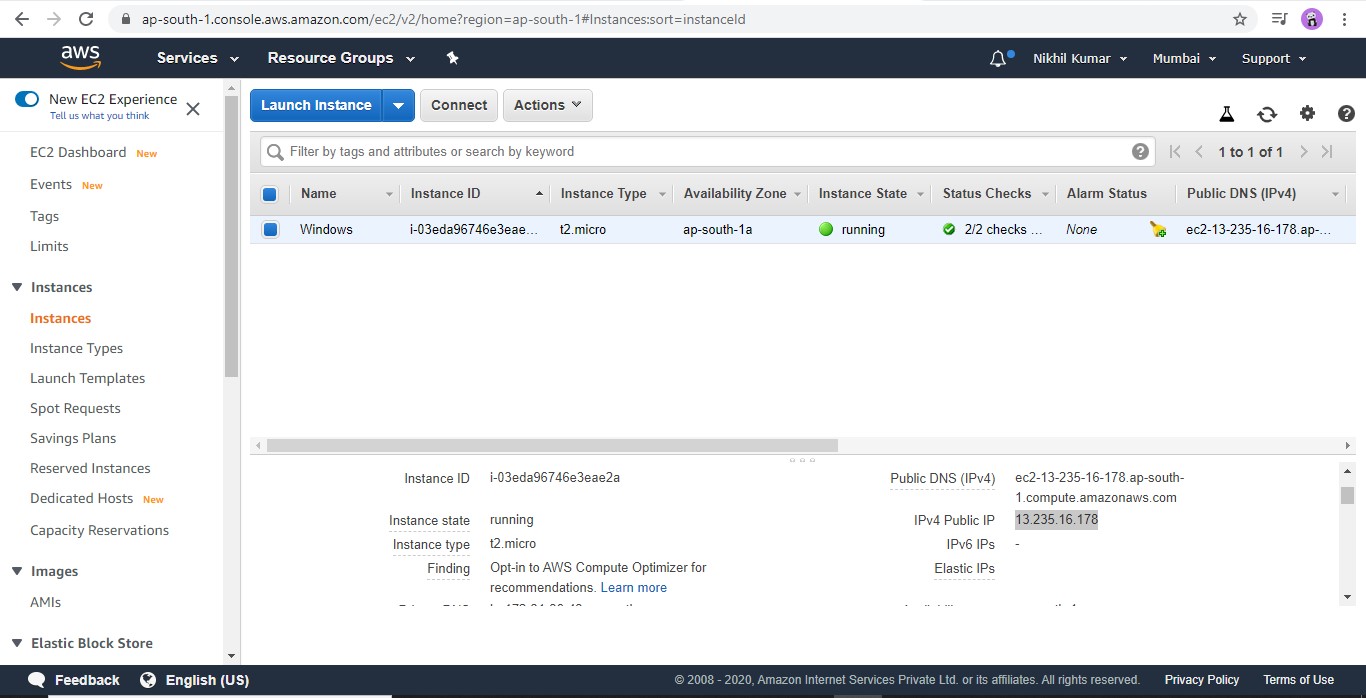 ap-south-1.console.aws.amazon.com/ec2/v2/home?region=ap-south-1#Instances:sort=instanceId
aws Services Resource Groups Nikhil Kumar Mumbai Support
New EC2 Experience
Tell us what you think
EC2 Dashboard New
Events New
Tags
Limits
Instances
Instances
Instance Types
Launch Templates
Spot Requests
Savings Plans
Reserved Instances
Dedicated Hosts New
Capacity Reservations
Images
AMIs
Elastic Block Store
Launch Instance Connect Actions
Filter by tags and attributes or search by keyword 1 to 1 of 1
Name Instance ID Instance Type Availability Zone Instance State Status Checks Alarm Status Public DNS (IPv4)
Windows i-03eda96746e3eae... t2.micro ap-south-1a running 2/2 checks ... None ec2-13-235-16-178.ap-...
Instance ID i-03eda96746e3eae2a
Instance state running
Instance type t2.micro
Finding Opt-in to AWS Compute Optimizer for
recommendations. Learn more
Public DNS (IPv4) ec2-13-235-16-178.ap-south-
1.compute.amazonaws.com
IPv4 Public IP 13.235.16.178
IPv6 IPs -
Elastic IPs
Feedback English (US) © 2008 - 2020, Amazon Internet Services Private Ltd. or its affiliates. All rights reserved. Privacy Policy Terms of Use